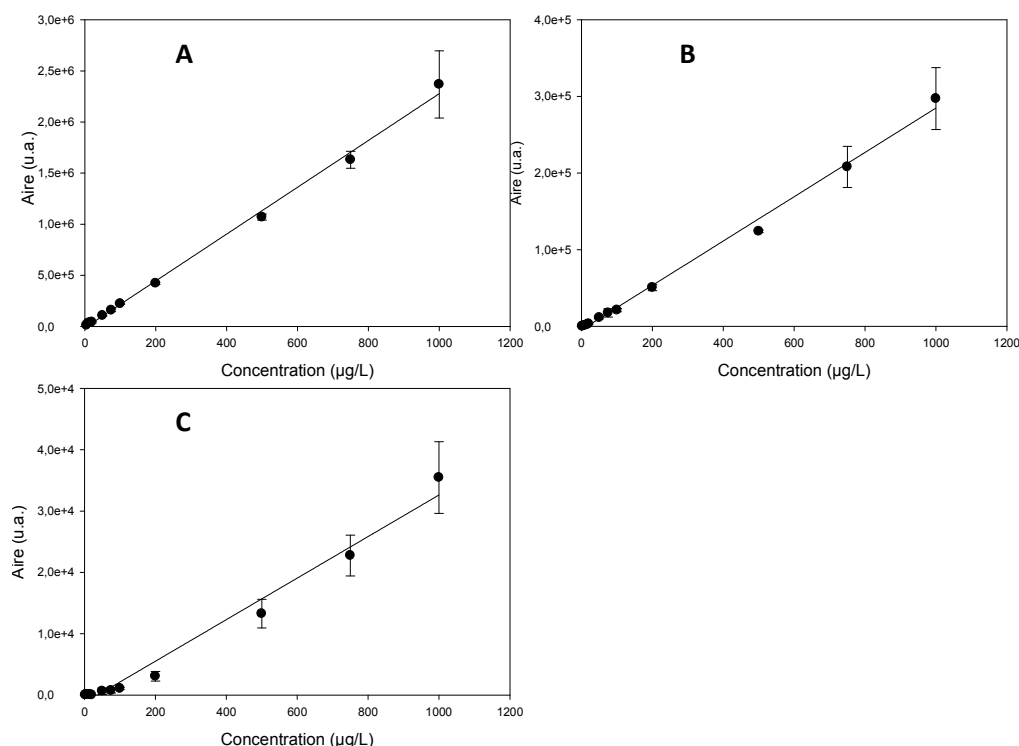 A
3,0e+6
2,5e+6
2,0e+6
1,5e+6
1,0e+6
5,0e+5
0,0
Aire (u.a.)
0 200 400 600 800 1000 1200
Concentration (µg/L)
B
4,0e+5
3,0e+5
2,0e+5
1,0e+5
0,0
Aire (u.a.)
0 200 400 600 800 1000 1200
Concentration (µg/L)
C
5,0e+4
4,0e+4
3,0e+4
2,0e+4
1,0e+4
0,0
Aire (u.a.)
0 200 400 600 800 1000 1200
Concentration (µg/L)